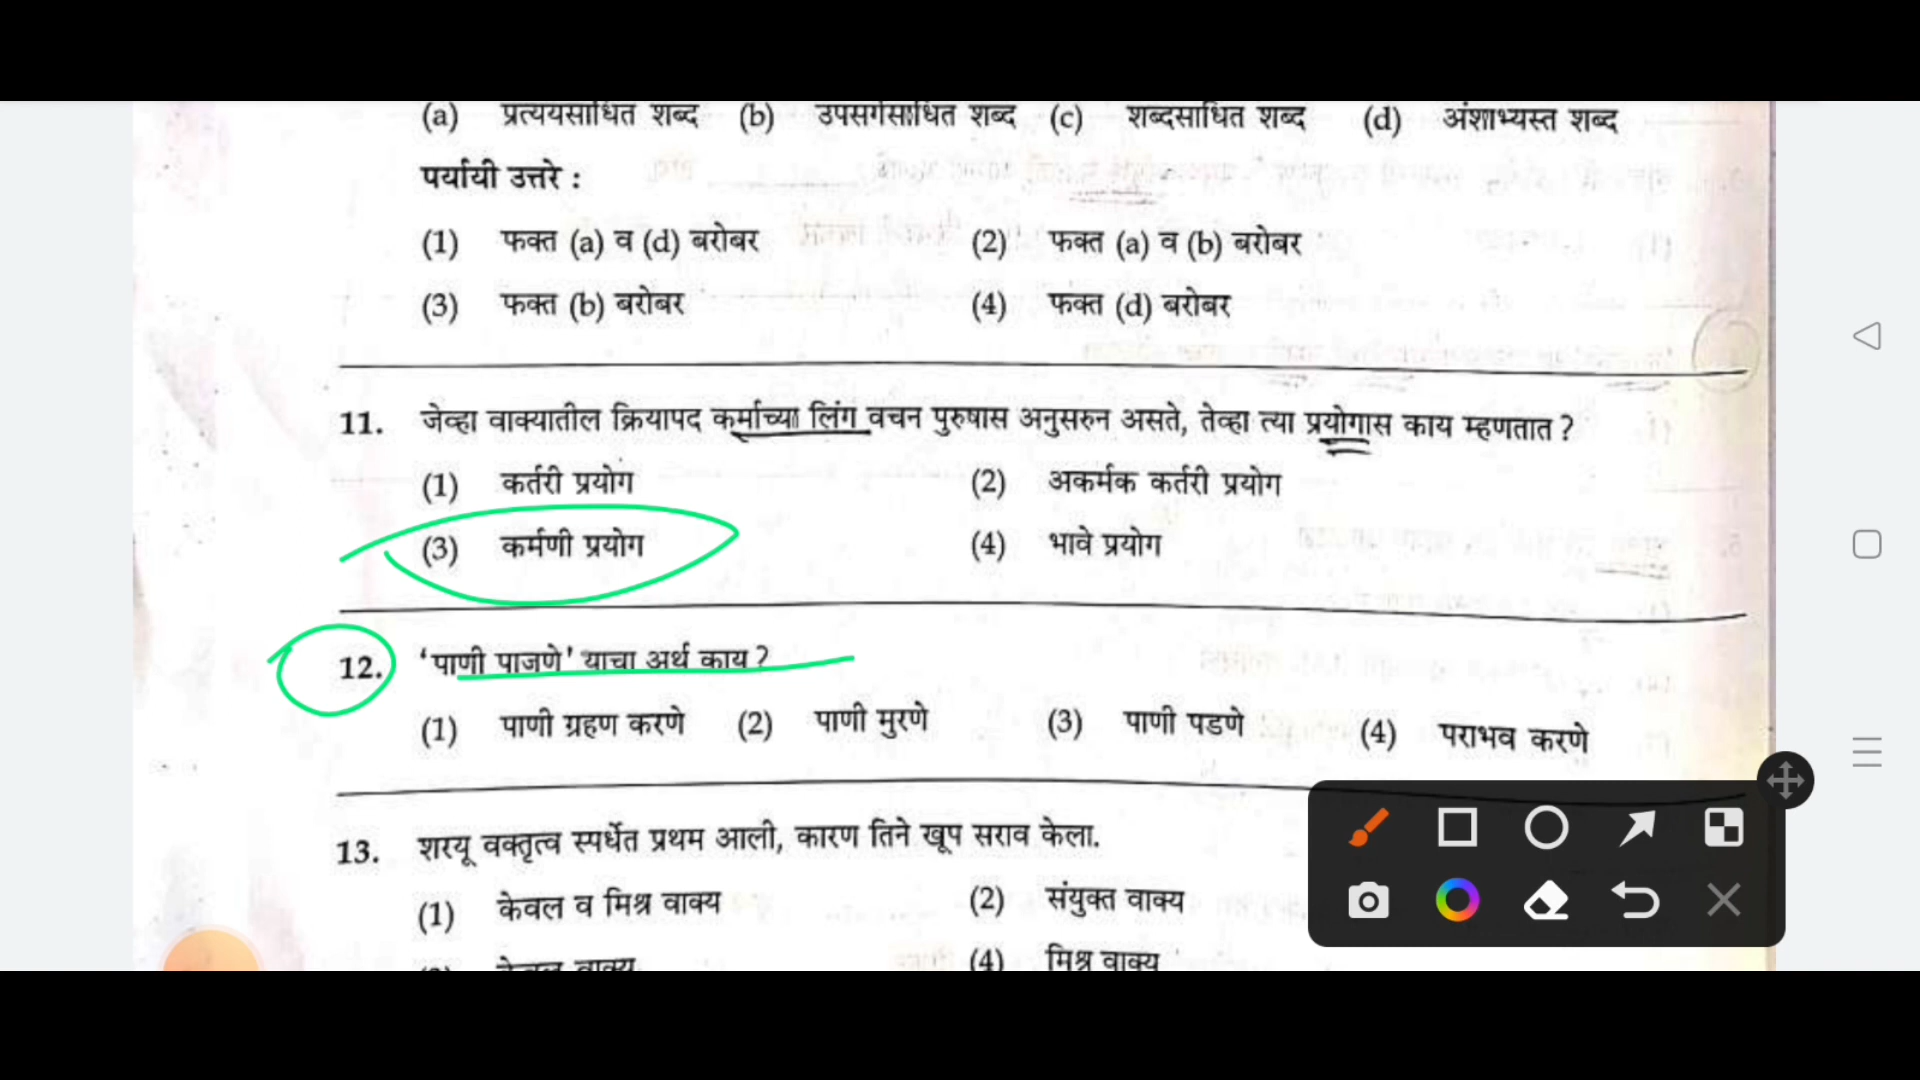 (a) प्रत्ययसाधित शब्द (b) उपसर्गसाधित शब्द (c) शब्दसाधित शब्द (d) अंशाभ्यस्त शब्द
पर्यायी उत्तरे :
(1) फक्त (a) व (d) बरोबर (2) फक्त (a) व (b) बरोबर
(3) फक्त (b) बरोबर (4) फक्त (d) बरोबर
11. जेव्हा वाक्यातील क्रियापद कर्माच्या लिंग वचन पुरुषास अनुसरुन असते, तेव्हा त्या प्रयोगास काय म्हणतात ?
(1) कर्तरी प्रयोग (2) अकर्मक कर्तरी प्रयोग
(3) कर्मणी प्रयोग (4) भावे प्रयोग
12. 'पाणी पाजणे' याचा अर्थ काय ?
(1) पाणी ग्रहण करणे (2) पाणी मुरणे (3) पाणी पडणे (4) पराभव करणे
13. शरयू वक्तृत्व स्पर्धेत प्रथम आली, कारण तिने खूप सराव केला.
(1) केवल व मिश्र वाक्य (2) संयुक्त वाक्य
(3) केवल वाक्य (4) मिश्र वाक्य